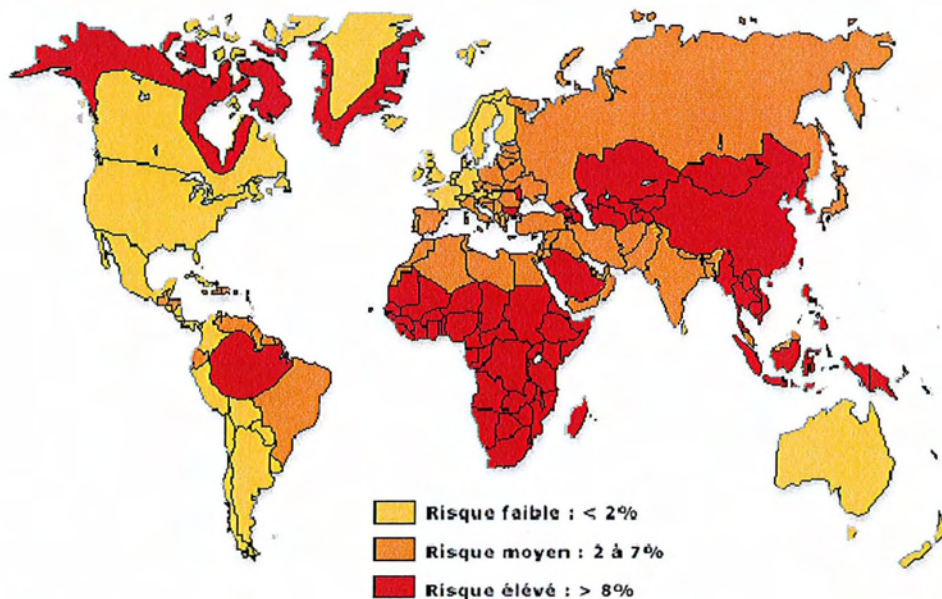 Risque faible : < 2%
Risque moyen : 2 à 7%
Risque élévé : > 8%